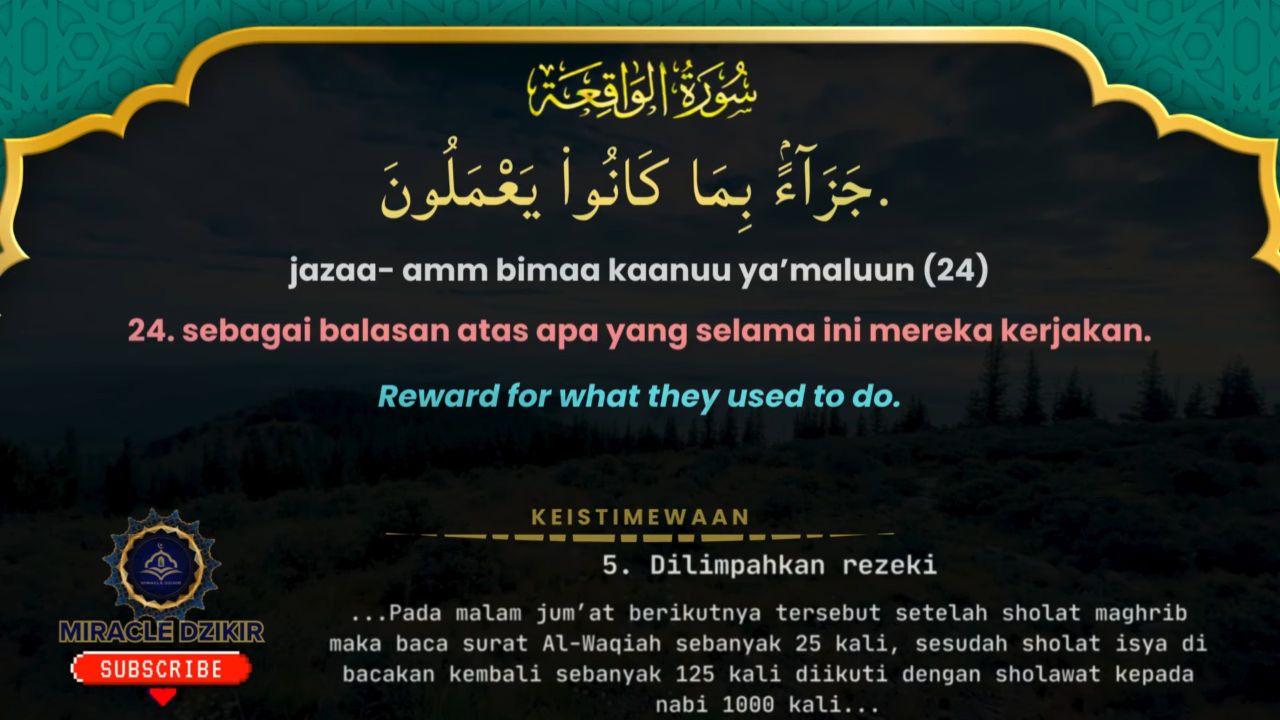 سُورَةُ الوَاقِعَة
جَزَآءًۢ بِمَا كَانُوا۟ يَعْمَلُونَ.
jazaa- amm bimaa kaanuu ya’maluun (24)
24. sebagai balasan atas apa yang selama ini mereka kerjakan.
Reward for what they used to do.
KEISTIMEWAAN
5. Dilimpahkan rezeki
...Pada malam jum’at berikutnya tersebut setelah sholat maghrib
maka baca surat Al-Waqiah sebanyak 25 kali, sesudah sholat isya di
bacakan kembali sebanyak 125 kali diikuti dengan sholawat kepada
nabi 1000 kali...
MIRACLE DZIKIR
MIRACLE DZIKIR
SUBSCRIBE